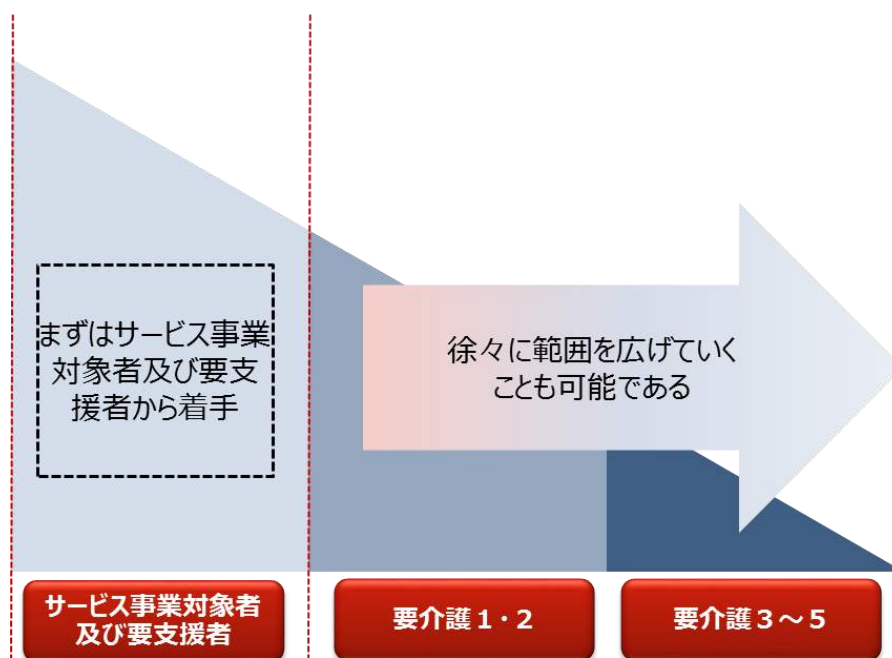 まずはサービス事業
対象者及び要支
援者から着手
徐々に範囲を広げていく
ことも可能である
サービス事業対象者
及び要支援者
要介護１・２
要介護３～５